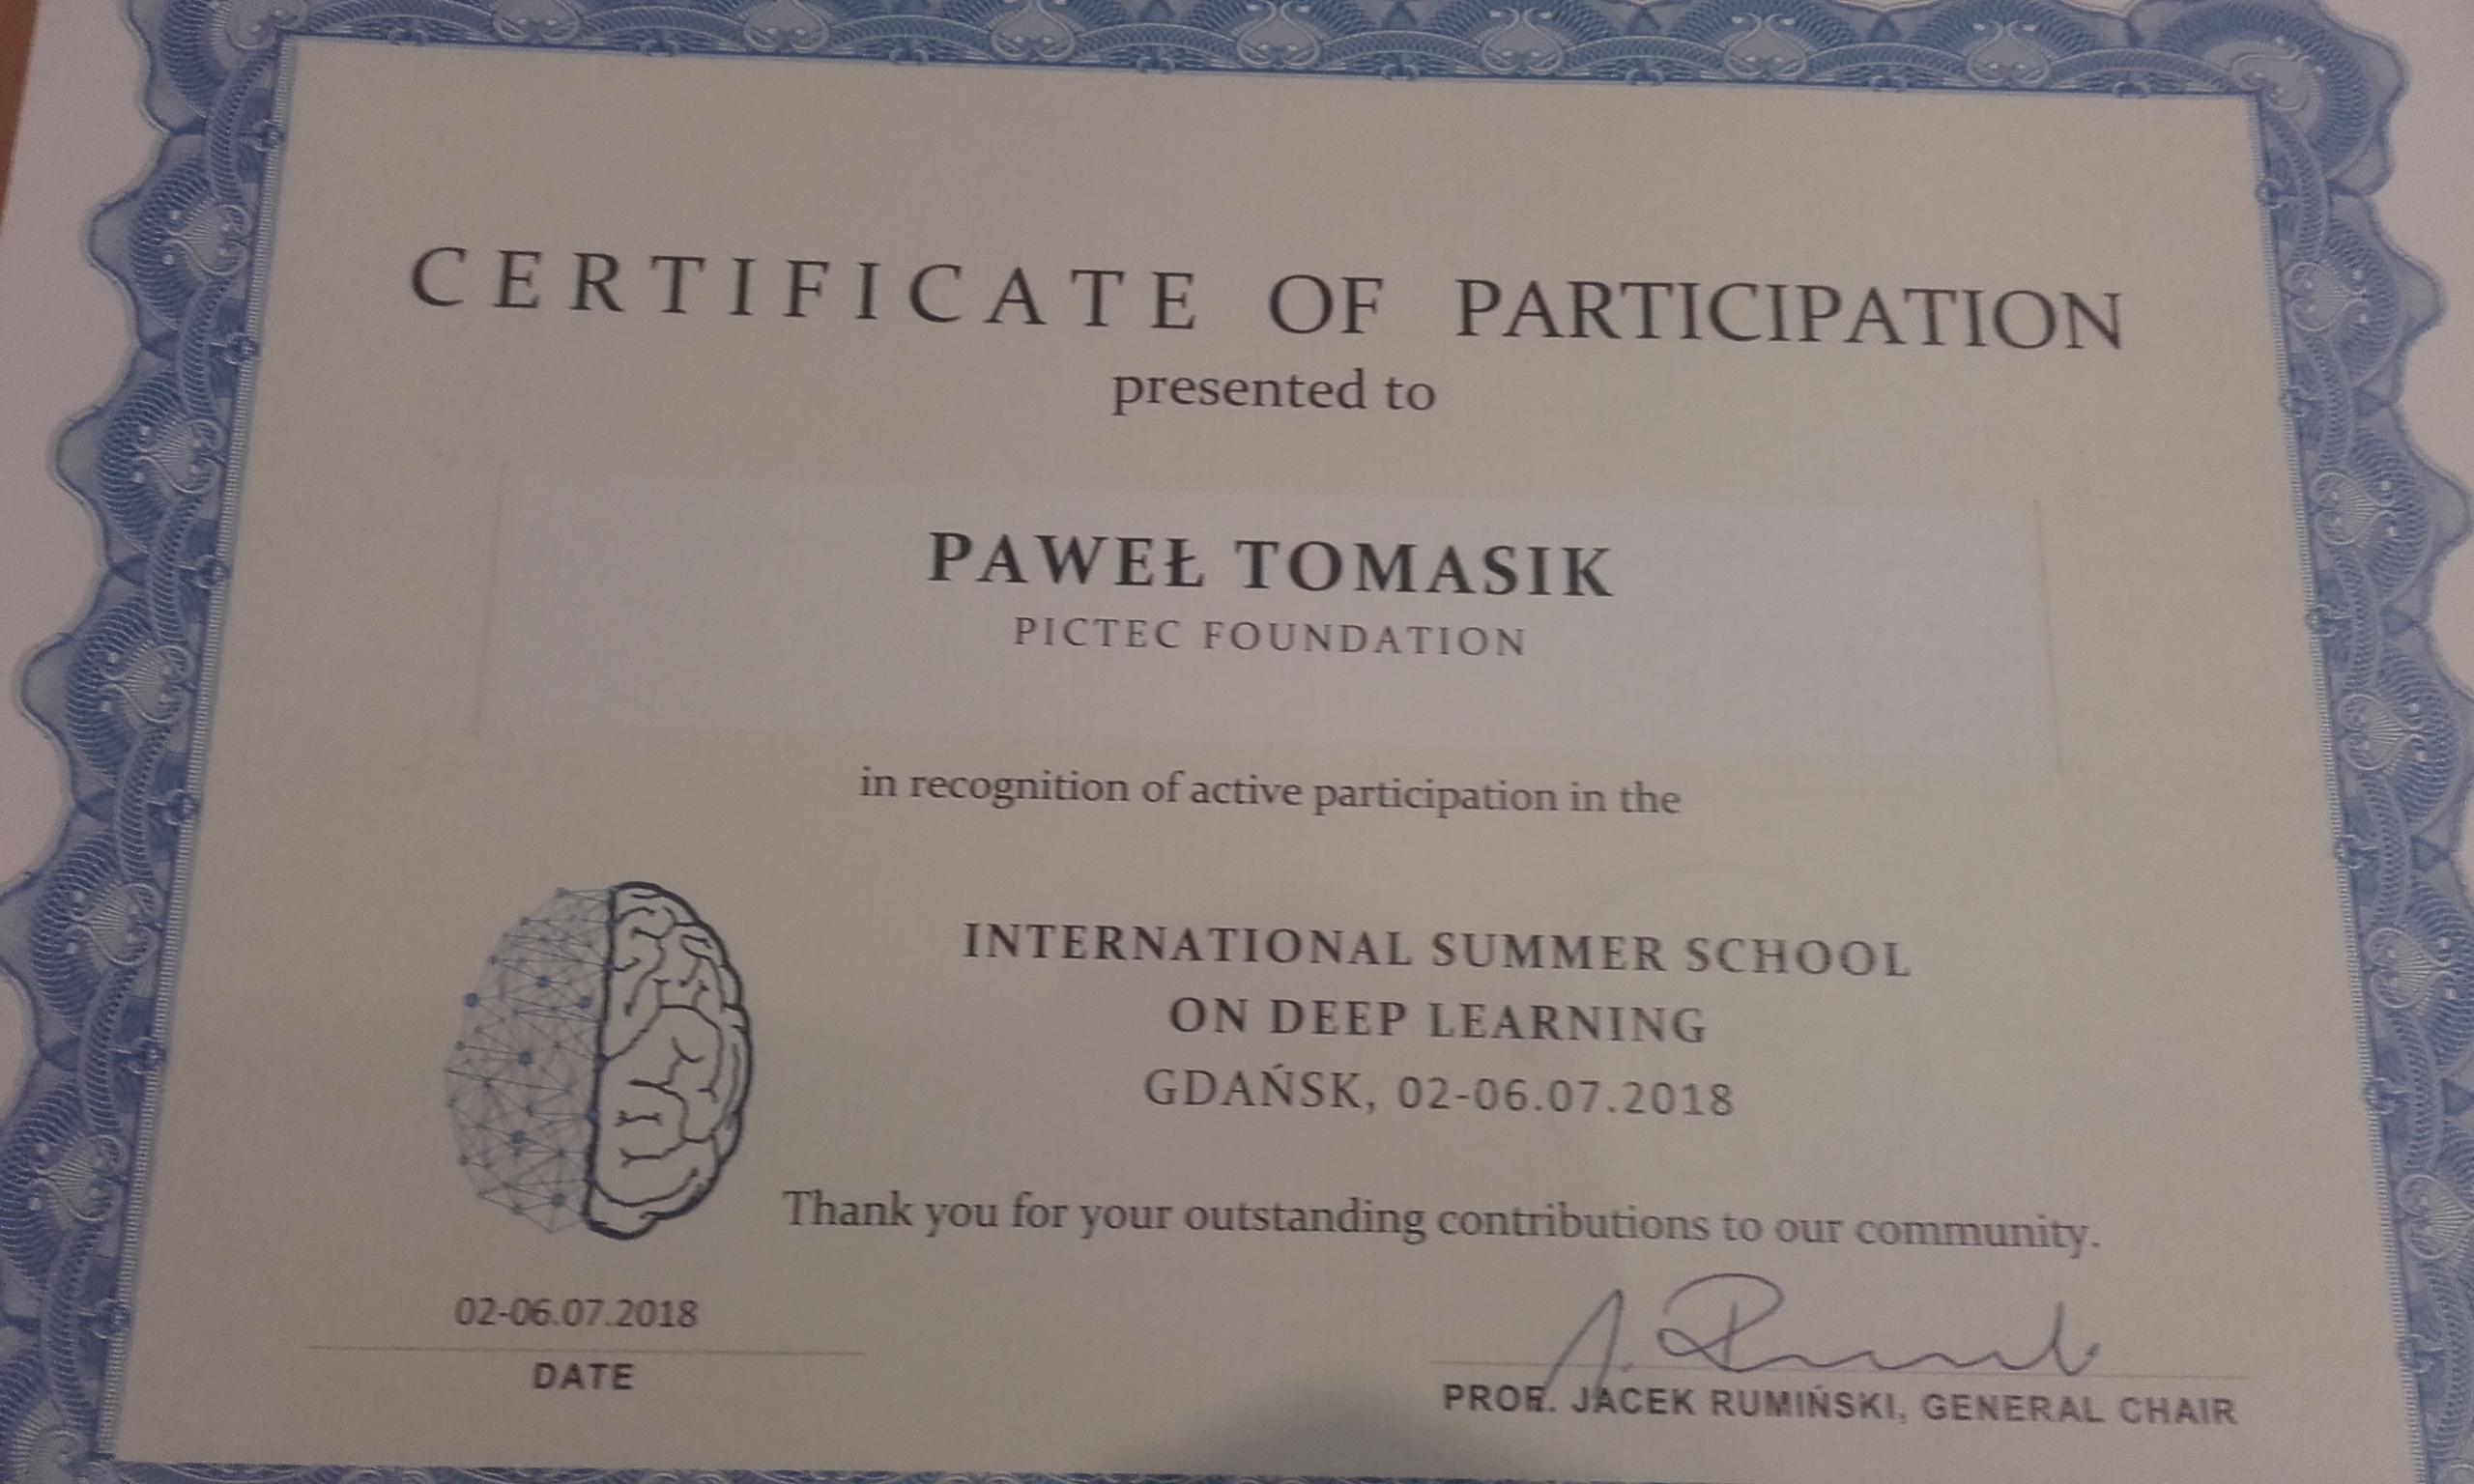 CERTIFICATE OF PARTICIPATION
presented to
PAWEŁ TOMASIK
PICTEC FOUNDATION
in recognition of active participation in the
INTERNATIONAL SUMMER SCHOOL
ON DEEP LEARNING
GDAŃSK, 02-06.07.2018
Thank you for your outstanding contributions to our community.
02-06.07.2018
DATE
PROF. JACEK RUMIŃSKI, GENERAL CHAIR